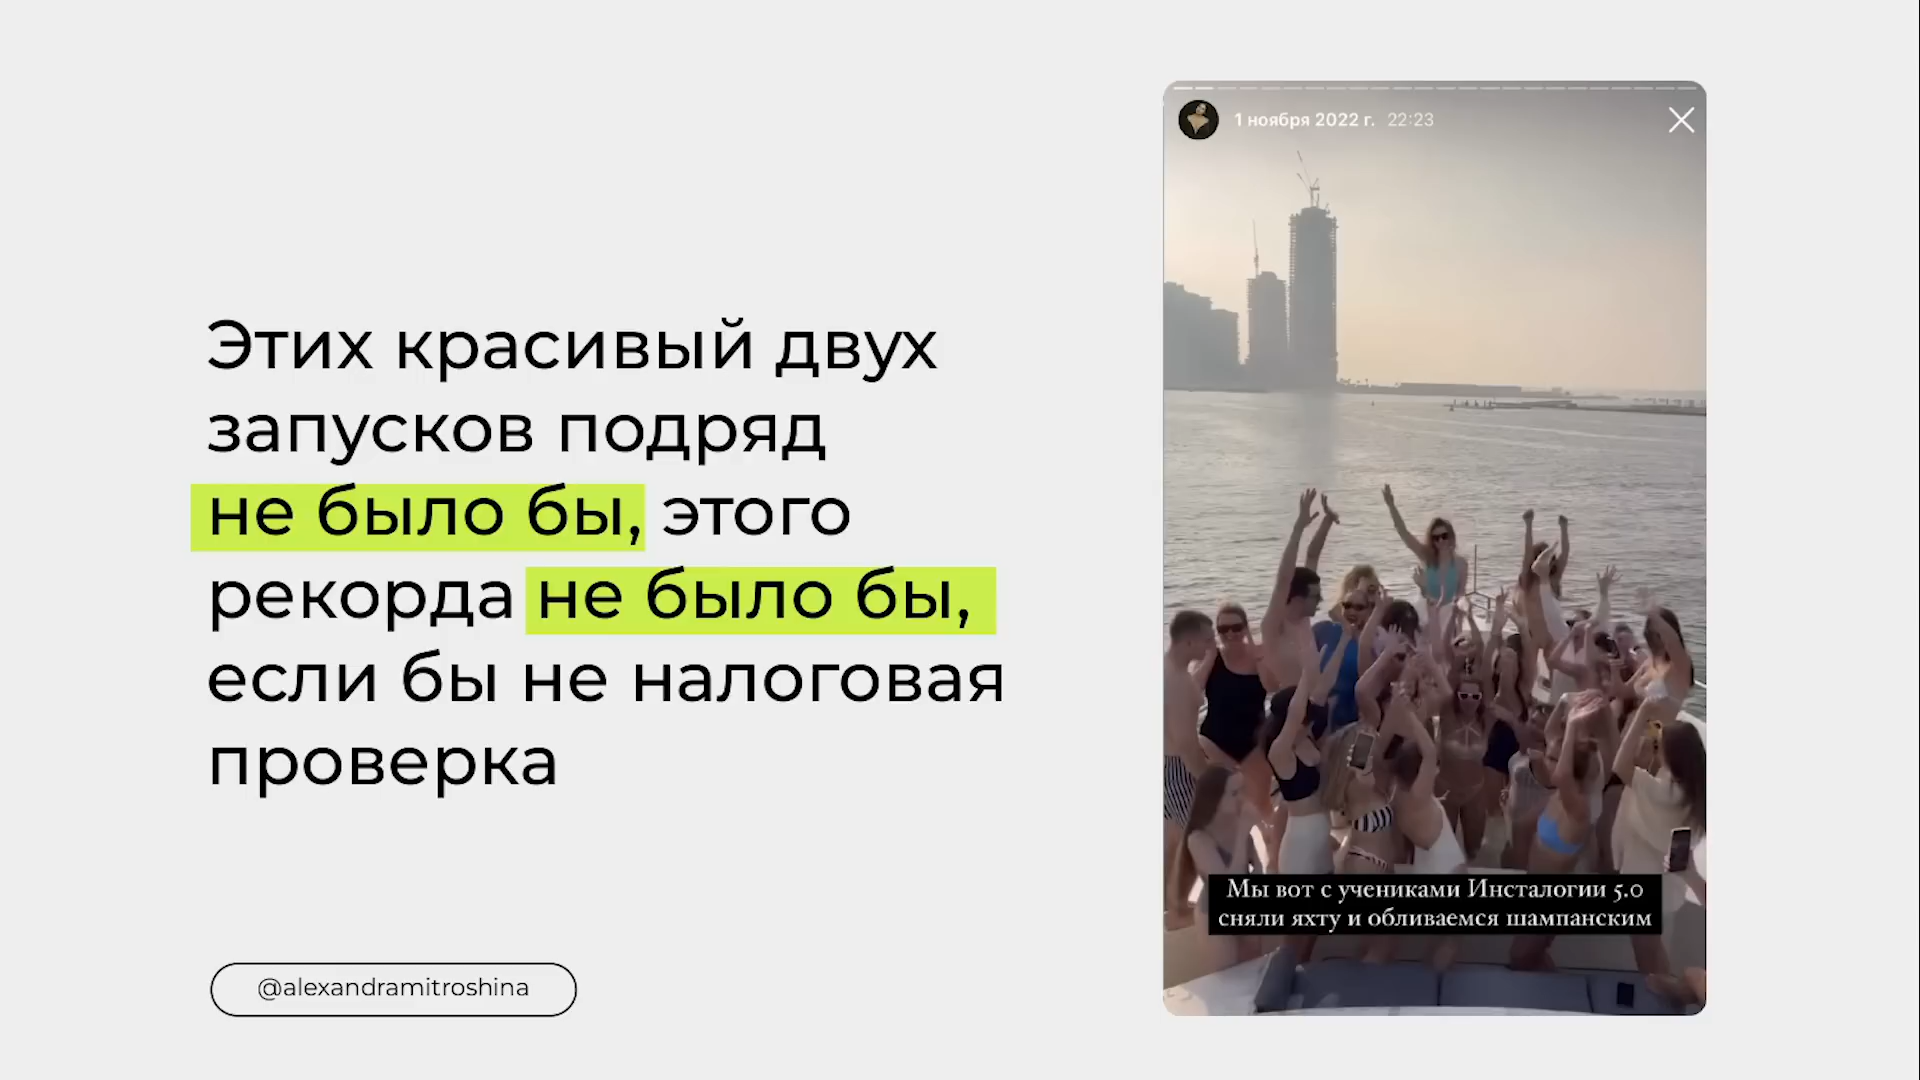 Этих красивый двух
запусков подряд
не было бы, этого
рекорда не было бы,
если бы не налоговая
проверка
@alexandramitroshina
1 ноября 2022 г. 22:23
Мы вот с учениками Инсталогии 5.0
сняли яхту и обливаемся шампанским